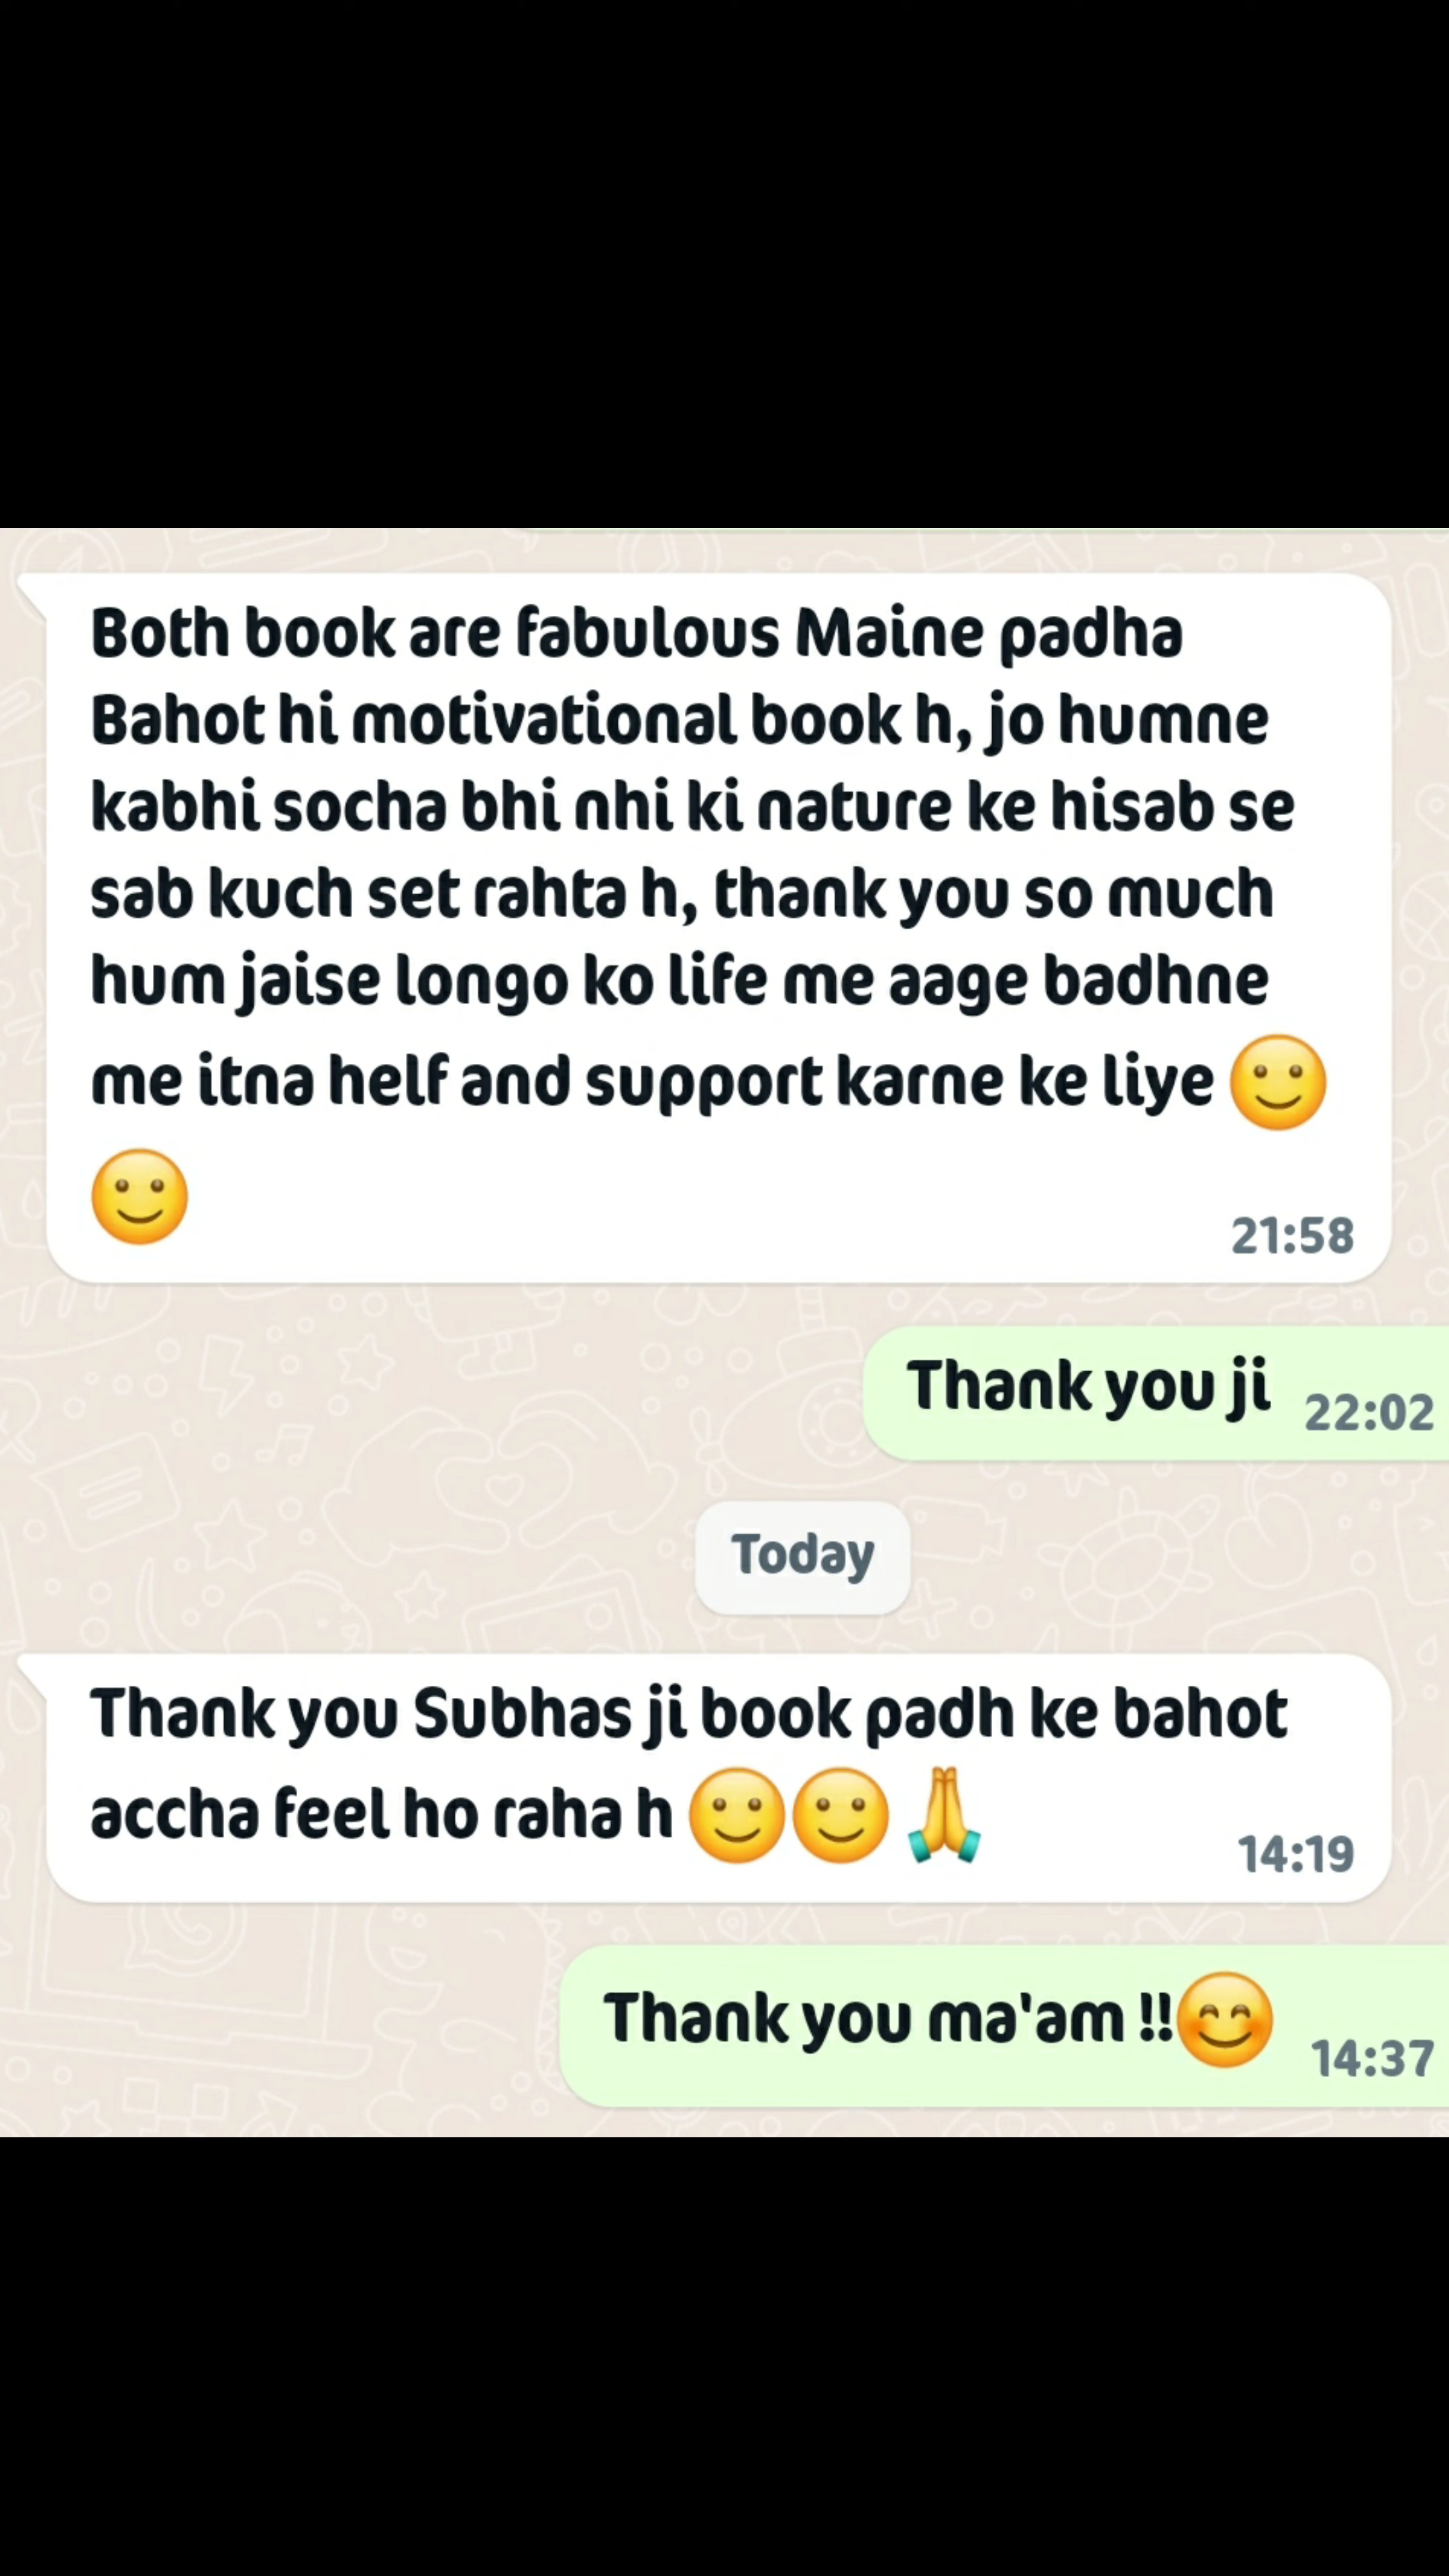 Both book are fabulous Maine padha
Bahot hi motivational book h, jo humne
kabhi socha bhi nhi ki nature ke hisab se
sab kuch set rahta h, thank you so much
hum jaise longo ko life me aage badhne
me itna helf and support karne ke liye 🙂
🙂
21:58
Thank you ji 22:02
Today
Thank you Subhas ji book padh ke bahot
accha feel ho raha h 🙂🙂🙏
14:19
Thank you ma'am !!😊 14:37